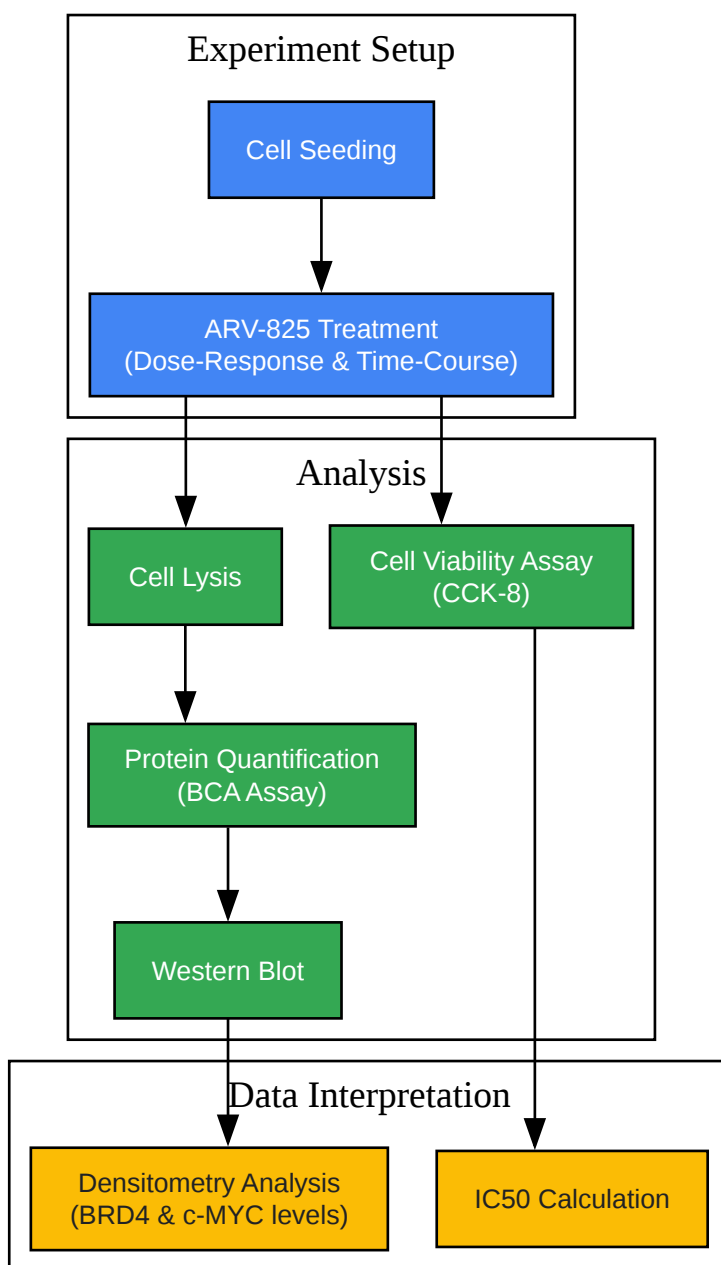 Experiment Setup
Cell Seeding
ARV-825 Treatment
(Dose-Response & Time-Course)
Analysis
Cell Lysis
Cell Viability Assay
(CCK-8)
Protein Quantification
(BCA Assay)
Western Blot
Data Interpretation
Densitometry Analysis
(BRD4 & c-MYC levels)
IC50 Calculation